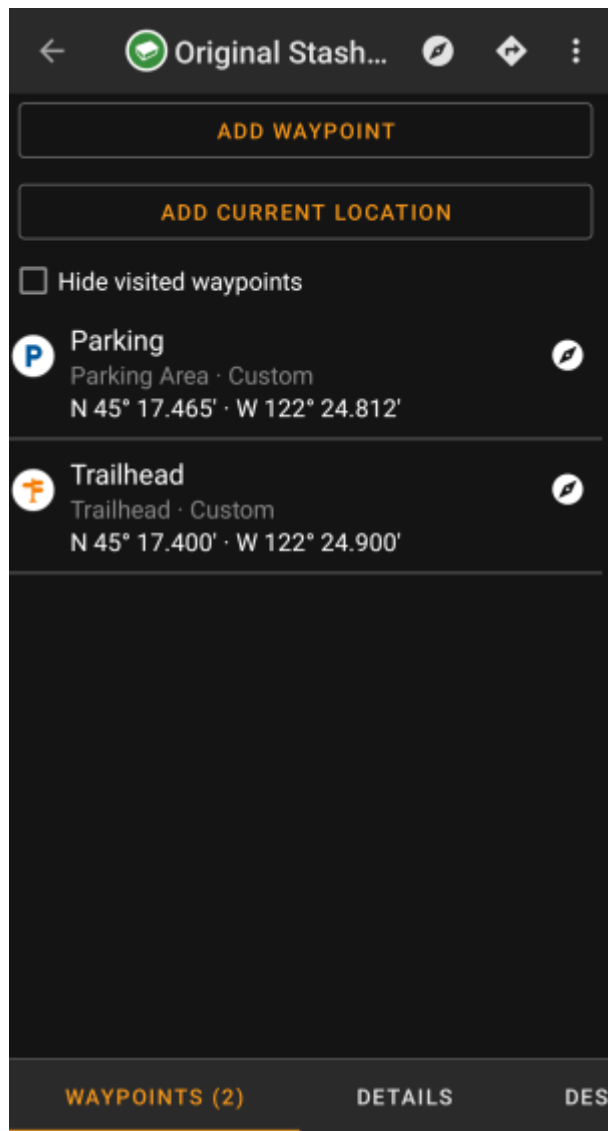 Original Stash...
ADD WAYPOINT
ADD CURRENT LOCATION
Hide visited waypoints
P
Parking
Parking Area · Custom
N 45° 17.465' · W 122° 24.812'
Trailhead
Trailhead · Custom
N 45° 17.400' · W 122° 24.900'
WAYPOINTS (2) DETAILS DES